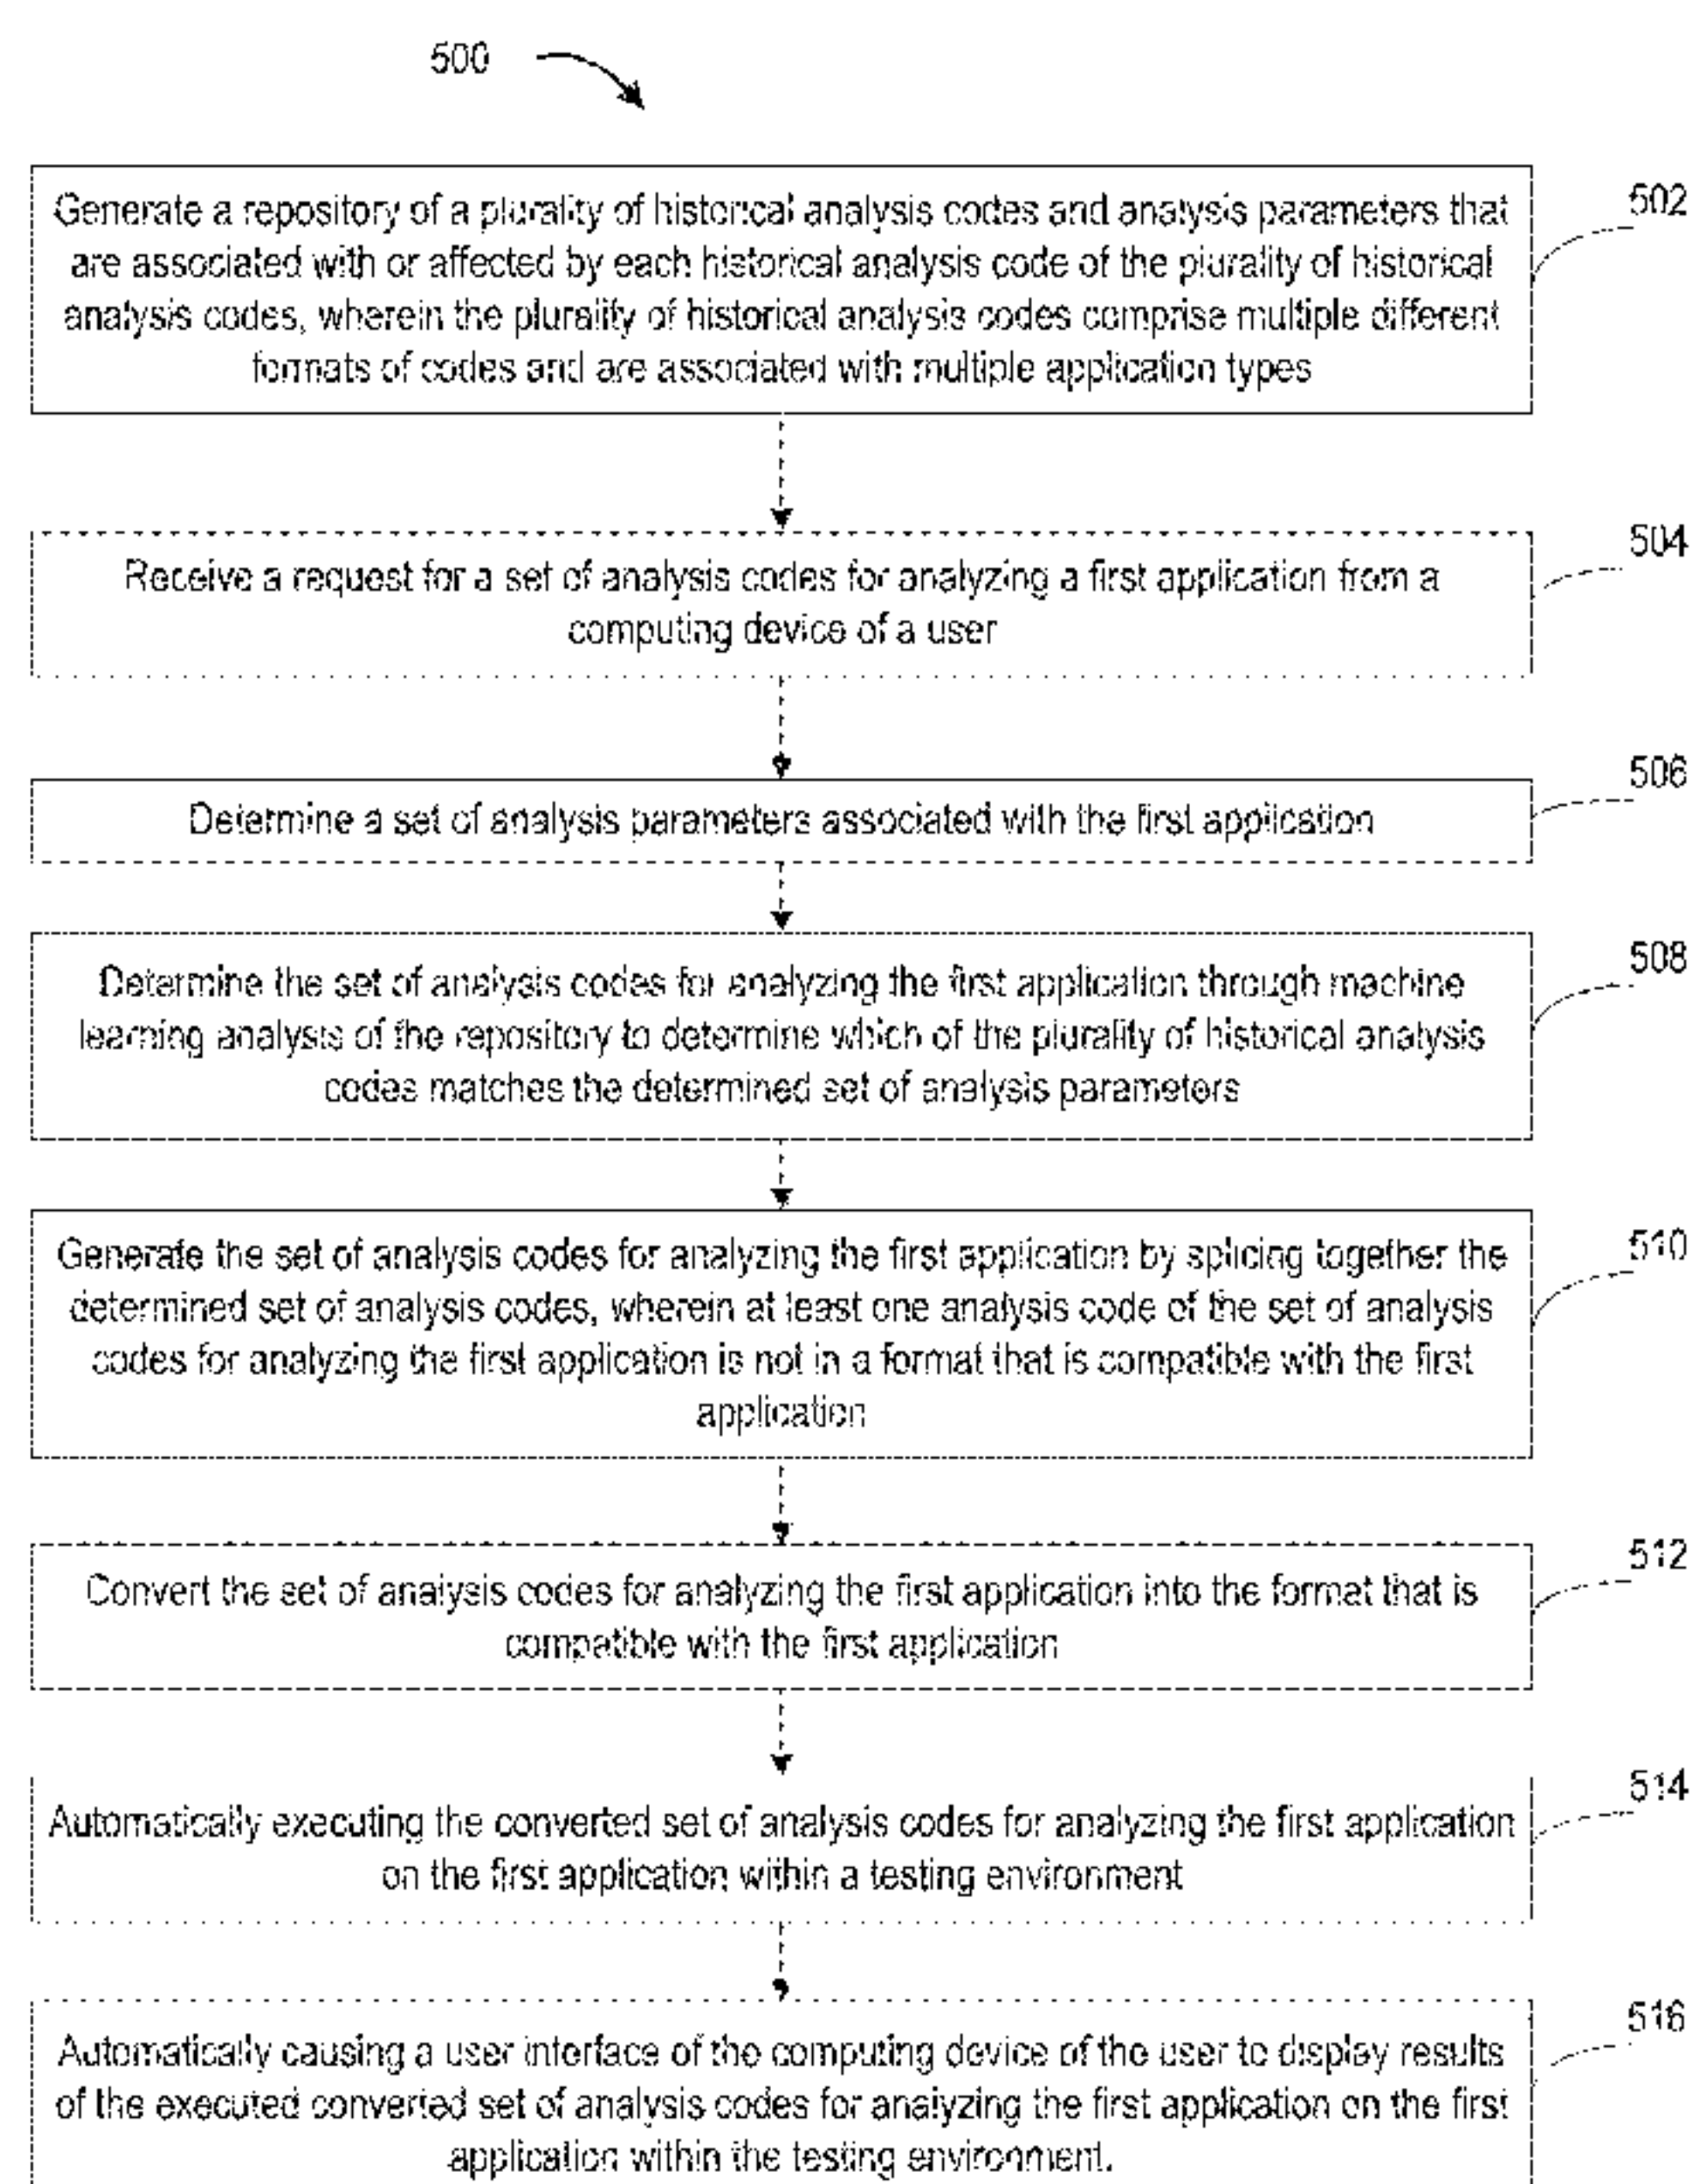 500
Generate a repository of a plurality of historical analysis codes and analysis parameters that
502
are associated with or affected by each historical analysis code of the plurality of historical
analysis codes, wherein the plurality of historical analysis codes comprise multiple different
formats of codes and are associated with multiple application types
504
Receive a request for a set of analysis codes for analyzing a first application from a
computing device of a user
506
Determine a set of analysis parameters associated with the first application
508
Determine the set of analysis codes for analyzing the first application through machine
learning analysis of the repository to determine which of the plurality of historical analysis
codes matches the determined set of analysis parameters
510
Generate the set of analysis codes for analyzing the first application by splicing together the
determined set of analysis codes, wherein at least one analysis code of the set of analysis
codes for analyzing the first application is not in a format that is compatible with the first
application
512
Convert the set of analysis codes for analyzing the first application into the format that is
compatible with the first application
514
Automatically executing the converted set of analysis codes for analyzing the first application
on the first application within a testing environment
516
Automatically causing a user interface of the computing device of the user to display results
of the executed converted set of analysis codes for analyzing the first application on the first
application within the testing environment.